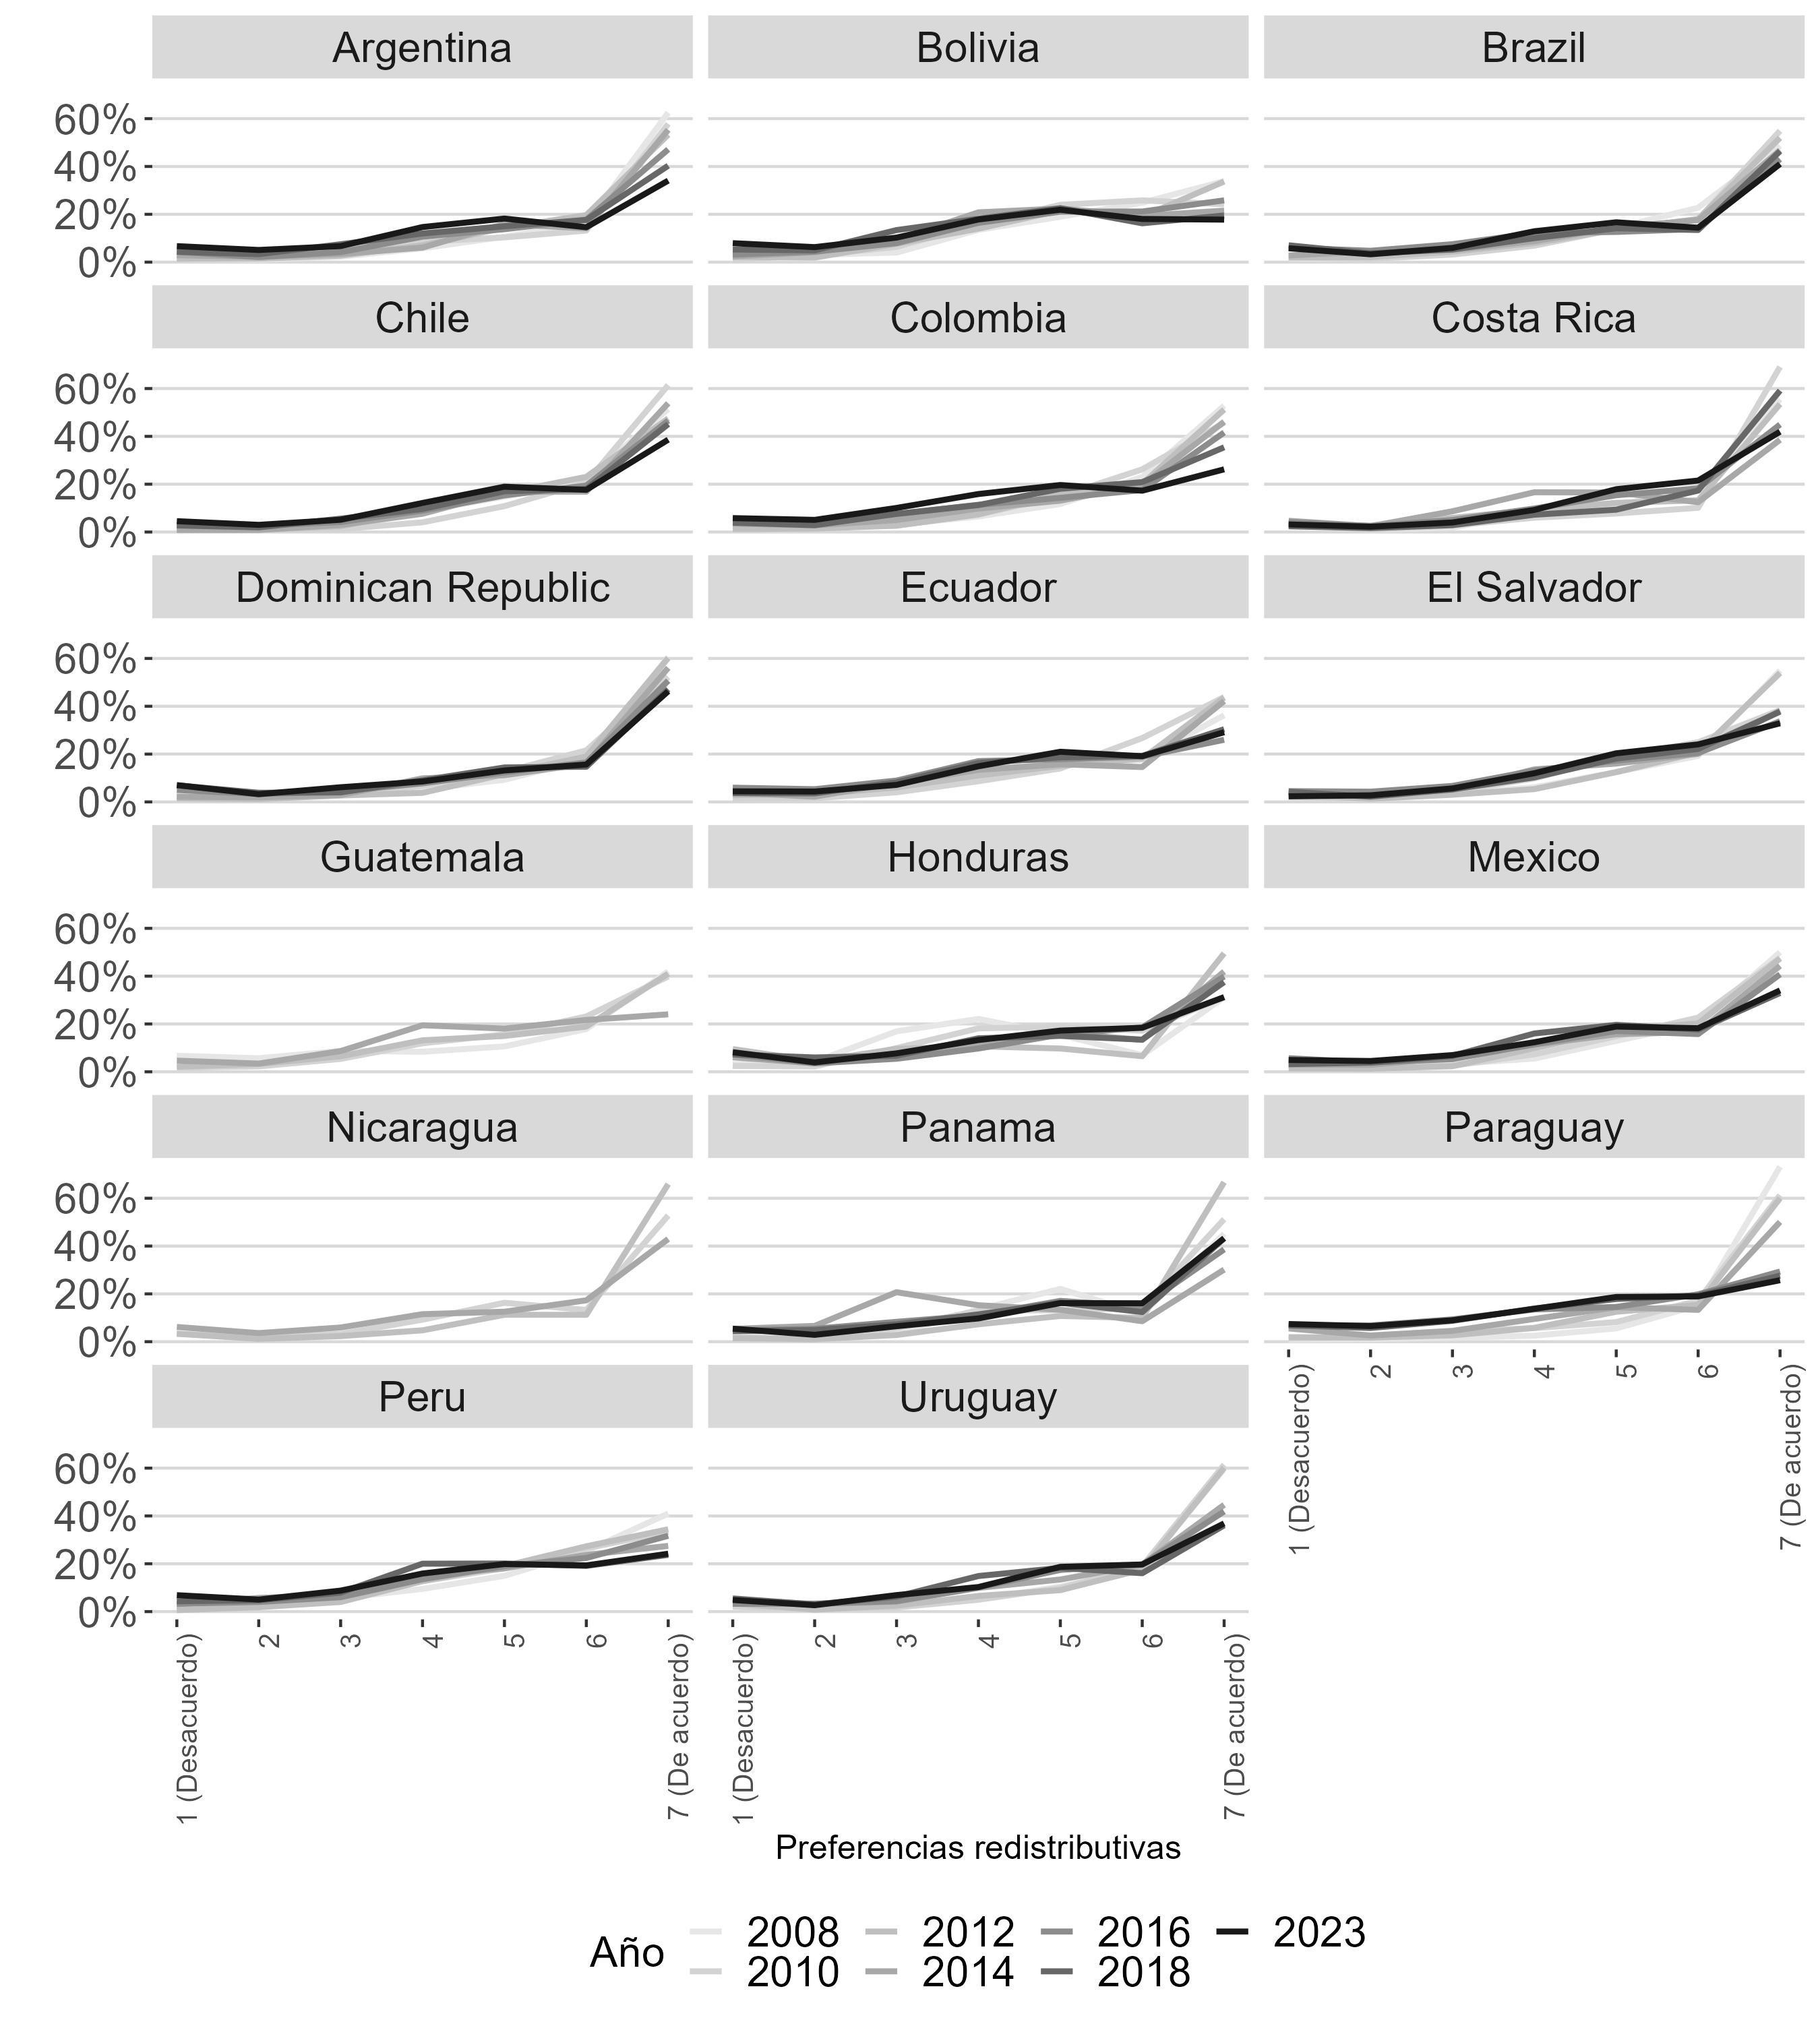 Argentina
Bolivia
Brazil
60%
40%
20%
0%
Chile
Colombia
Costa Rica
60%
40%
20%
0%
Dominican Republic
Ecuador
El Salvador
60%
40%
20%
0%
Guatemala
Honduras
Mexico
60%
40%
20%
0%
Nicaragua
Panama
Paraguay
60%
40%
20%
0%
1 (Desacuerdo)
2
3
4
5
6
7 (De acuerdo)
Peru
Uruguay
60%
40%
20%
0%
1 (Desacuerdo)
2
3
4
5
6
7 (De acuerdo)
1 (Desacuerdo)
2
3
4
5
6
7 (De acuerdo)
Preferencias redistributivas
Año
2008
2012
2016
2023
2010
2014
2018